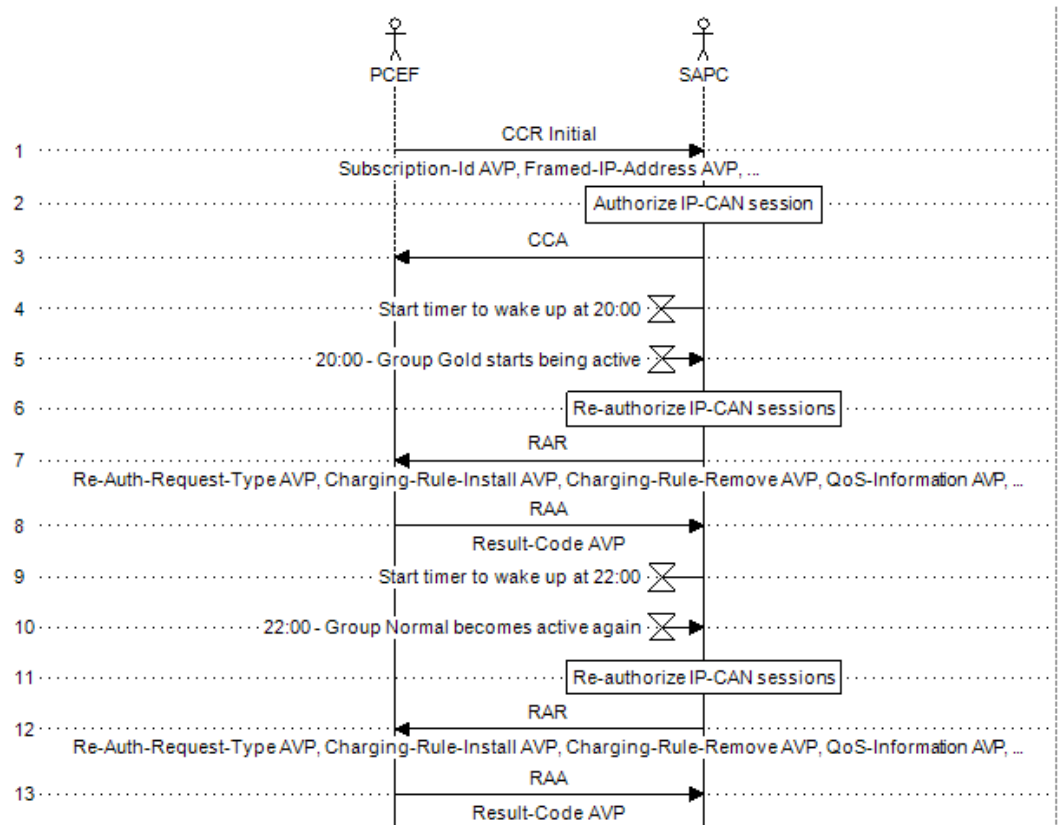 PCEF SAPC
CCR Initial
1
Subscription-Id AVP, Framed-IP-Address AVP, ...
2 Authorize IP-CAN session
CCA
3
4 Start timer to wake up at 20:00
5 20:00 - Group Gold starts being active
6 Re-authorize IP-CAN sessions
RAR
7
Re-Auth-Request-Type AVP, Charging-Rule-Install AVP, Charging-Rule-Remove AVP, QoS-Information AVP, ...
RAA
8
Result-Code AVP
9 Start timer to wake up at 22:00
10 22:00 - Group Normal becomes active again
11 Re-authorize IP-CAN sessions
RAR
12
Re-Auth-Request-Type AVP, Charging-Rule-Install AVP, Charging-Rule-Remove AVP, QoS-Information AVP, ...
RAA
13
Result-Code AVP